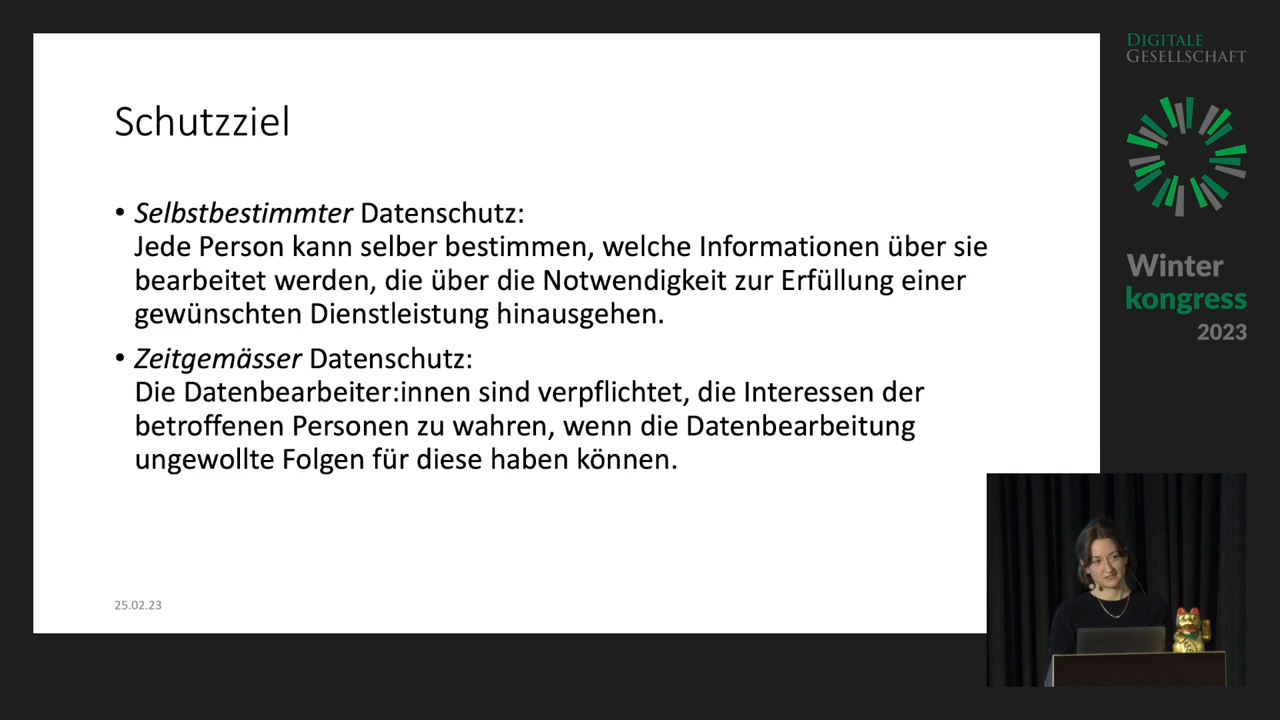 Schutzziel
• Selbstbestimmter Datenschutz:
Jede Person kann selber bestimmen, welche Informationen über sie
bearbeitet werden, die über die Notwendigkeit zur Erfüllung einer
gewünschten Dienstleistung hinausgehen.
• Zeitgemässer Datenschutz:
Die Datenbearbeiter:innen sind verpflichtet, die Interessen der
betroffenen Personen zu wahren, wenn die Datenbearbeitung
ungewollte Folgen für diese haben können.
25.02.23
DIGITALE
GESELLSCHAFT
Winter
kongress
2023